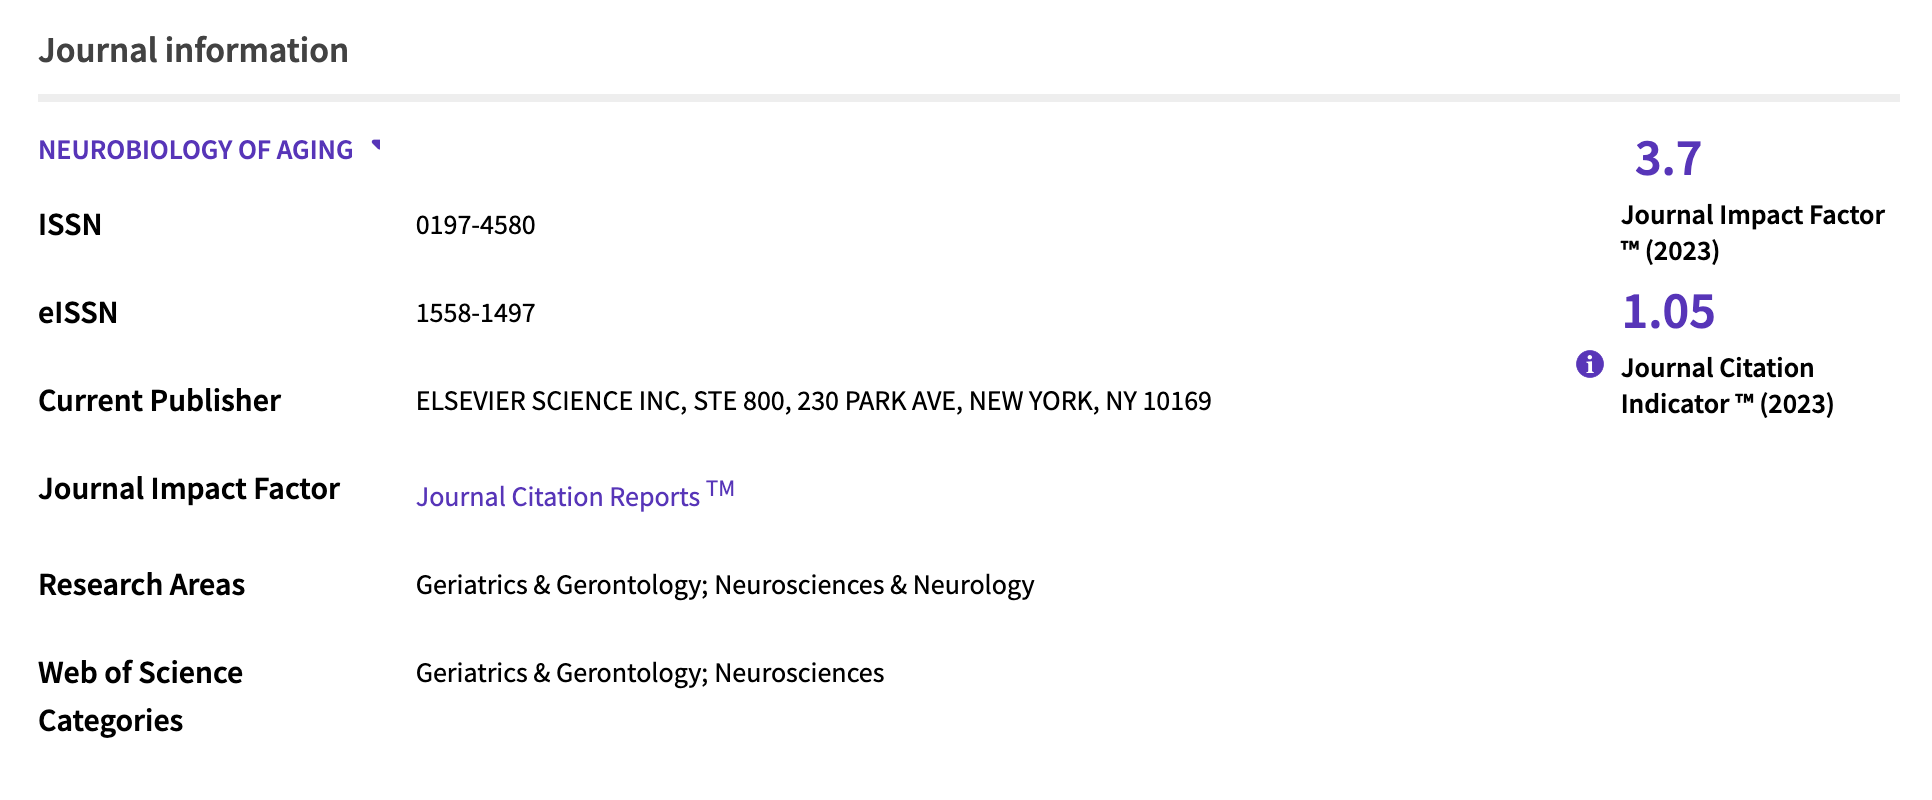 Journal information
NEUROBIOLOGY OF AGING
ISSN 0197-4580
eISSN 1558-1497
Current Publisher ELSEVIER SCIENCE INC, STE 800, 230 PARK AVE, NEW YORK, NY 10169
Journal Impact Factor Journal Citation Reports ™
Research Areas Geriatrics & Gerontology; Neurosciences & Neurology
Web of Science Geriatrics & Gerontology; Neurosciences
Categories
3.7
Journal Impact Factor
™ (2023)
1.05
Journal Citation
Indicator ™ (2023)